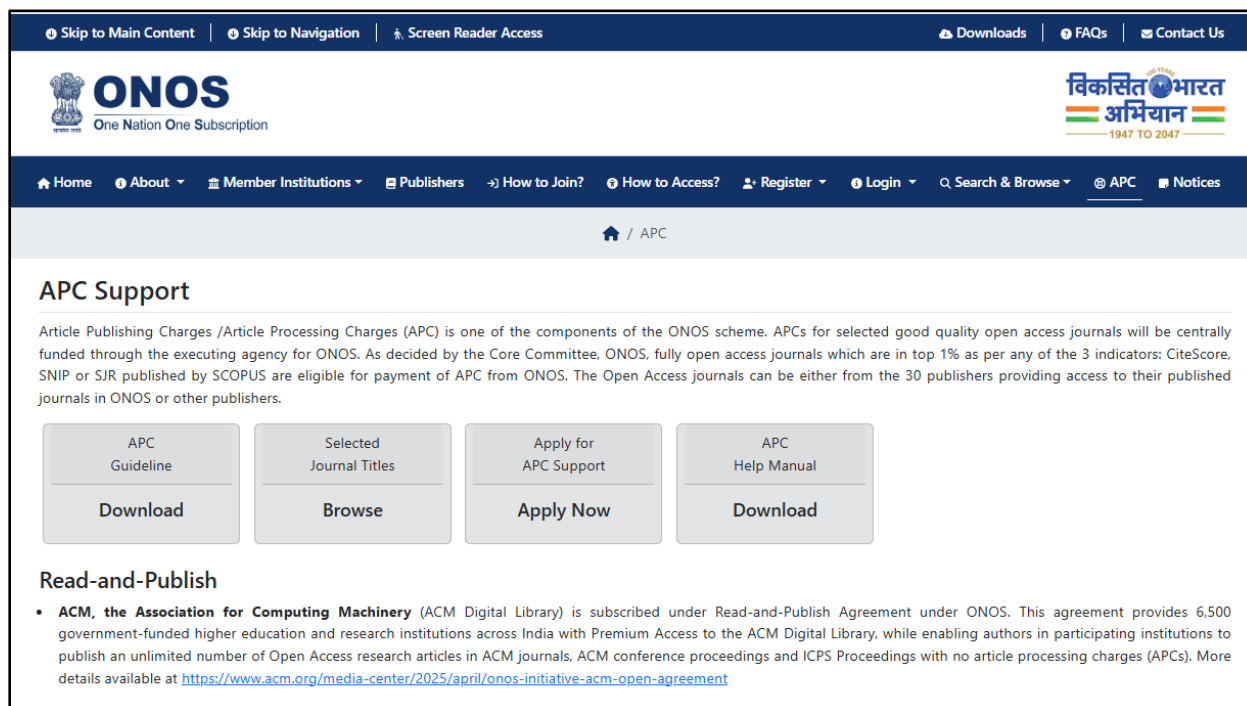 Skip to Main Content | Skip to Navigation | Screen Reader Access Downloads | FAQs | Contact Us
ONOS
One Nation One Subscription
100 YEARS
विकसित भारत
अभियान
1947 TO 2047
Home About Member Institutions Publishers How to Join? How to Access? Register Login Search & Browse APC Notices
/ APC
APC Support
Article Publishing Charges /Article Processing Charges (APC) is one of the components of the ONOS scheme. APCs for selected good quality open access journals will be centrally
funded through the executing agency for ONOS. As decided by the Core Committee, ONOS, fully open access journals which are in top 1% as per any of the 3 indicators: CiteScore,
SNIP or SJR published by SCOPUS are eligible for payment of APC from ONOS. The Open Access journals can be either from the 30 publishers providing access to their published
journals in ONOS or other publishers.
APC
Guideline
Download
Selected
Journal Titles
Browse
Apply for
APC Support
Apply Now
APC
Help Manual
Download
Read-and-Publish
• ACM, the Association for Computing Machinery (ACM Digital Library) is subscribed under Read-and-Publish Agreement under ONOS. This agreement provides 6,500
government-funded higher education and research institutions across India with Premium Access to the ACM Digital Library, while enabling authors in participating institutions to
publish an unlimited number of Open Access research articles in ACM journals, ACM conference proceedings and ICPS Proceedings with no article processing charges (APCs). More
details available at https://www.acm.org/media-center/2025/april/onos-initiative-acm-open-agreement